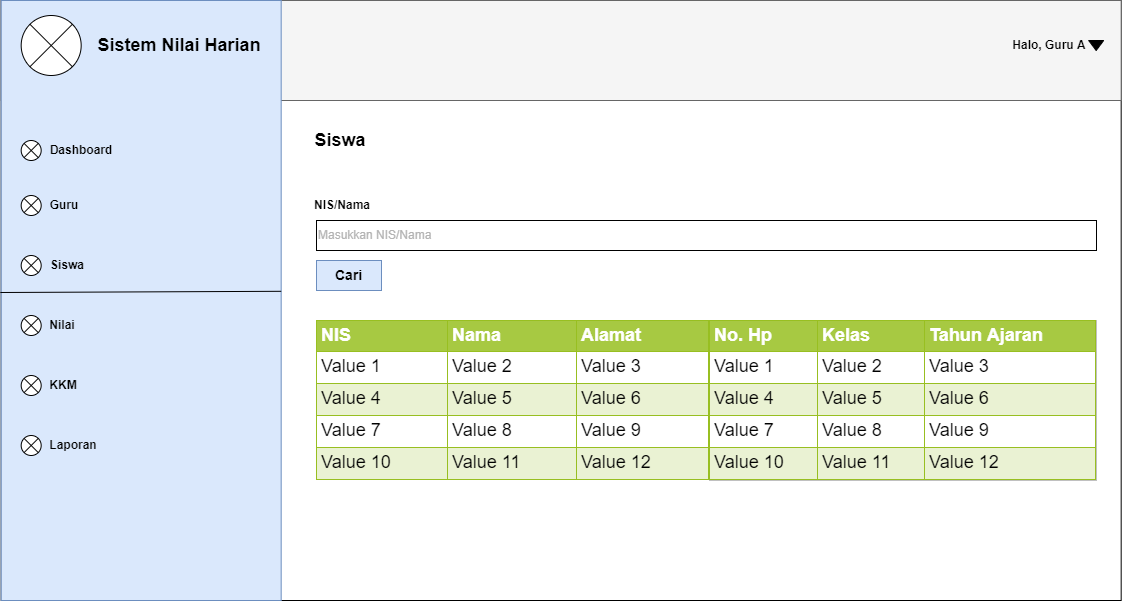 Sistem Nilai Harian
Halo, Guru A
Dashboard
Guru
Siswa
Nilai
KKM
Laporan
Siswa
NIS/Nama
Masukkan NIS/Nama
Cari
NIS Nama Alamat No. Hp Kelas Tahun Ajaran
Value 1 Value 2 Value 3 Value 1 Value 2 Value 3
Value 4 Value 5 Value 6 Value 4 Value 5 Value 6
Value 7 Value 8 Value 9 Value 7 Value 8 Value 9
Value 10 Value 11 Value 12 Value 10 Value 11 Value 12